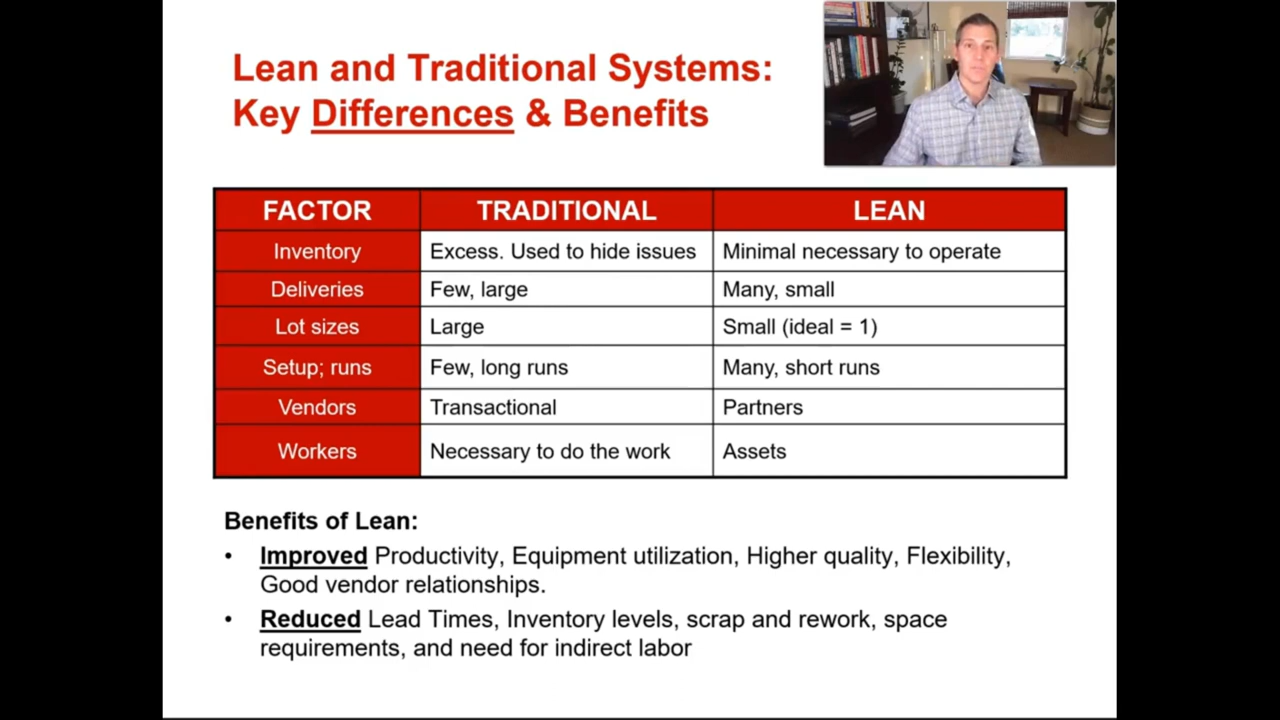 Lean and Traditional Systems:
Key Differences & Benefits
FACTOR TRADITIONAL LEAN
Inventory Excess. Used to hide issues Minimal necessary to operate
Deliveries Few, large Many, small
Lot sizes Large Small (ideal = 1)
Setup; runs Few, long runs Many, short runs
Vendors Transactional Partners
Workers Necessary to do the work Assets
Benefits of Lean:
• Improved Productivity, Equipment utilization, Higher quality, Flexibility,
Good vendor relationships.
• Reduced Lead Times, Inventory levels, scrap and rework, space
requirements, and need for indirect labor